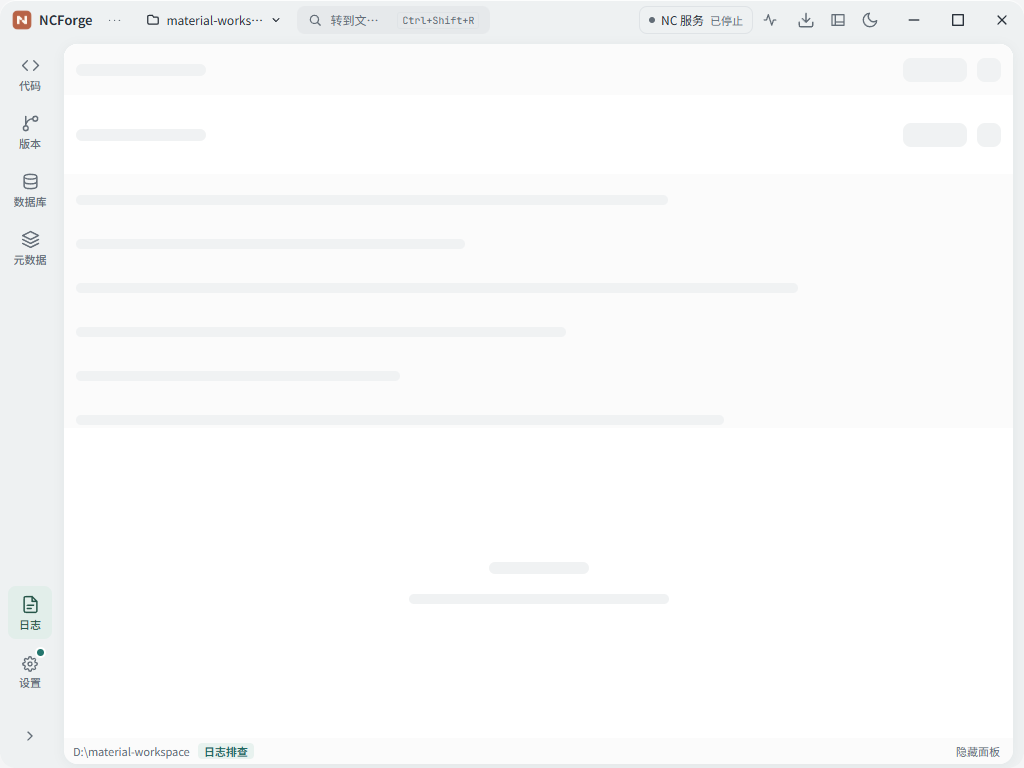 NCForge ··· material-works··· 转到文··· Ctrl+Shift+R NC 服务 已停止
代码
版本
数据库
元数据
日志
设置
D:\material-workspace 日志排查 隐藏面板